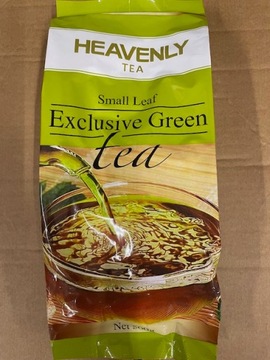 HEAVENLY
TEA
Small Leaf
Exclusive Green
tea
Net